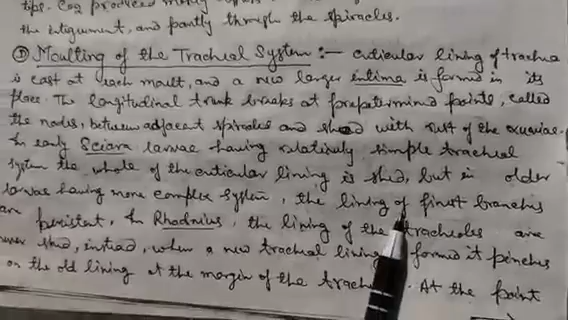 tips. CO2 produced many
the integument, and partly through the spiracles.
① Moulting of the Tracheal System :— cuticular lining of trachea
is cast at each moult, and a new larger intima is formed in its
place. The longitudinal trunk breaks at predetermined points, called
the nodes, between adjacent spiracles and shed with rest of the exuviae.
In early Sciara larvae having relatively simple tracheal
system the whole of the cuticular lining is shed, but in older
larvae having more complex system, the lining of finest branches
are persistent, In Rhodnius, the lining of the tracheoles are
never shed, instead, when a new tracheal lining formed it pinches
on the old lining at the margin of the trach . At the point